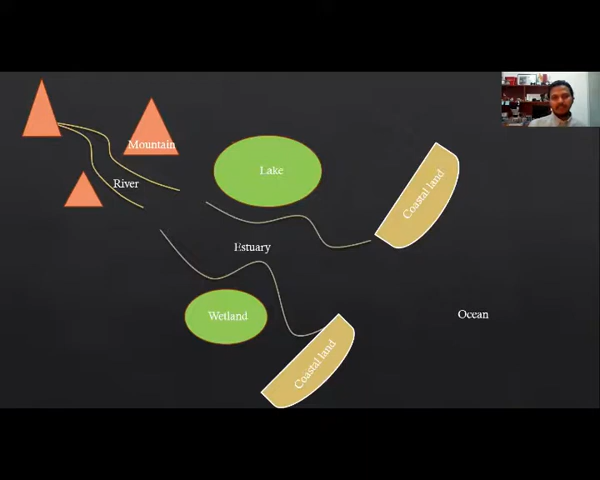 Mountain
Lake
River
Coastal land
Estuary
Wetland
Ocean
Coastal land